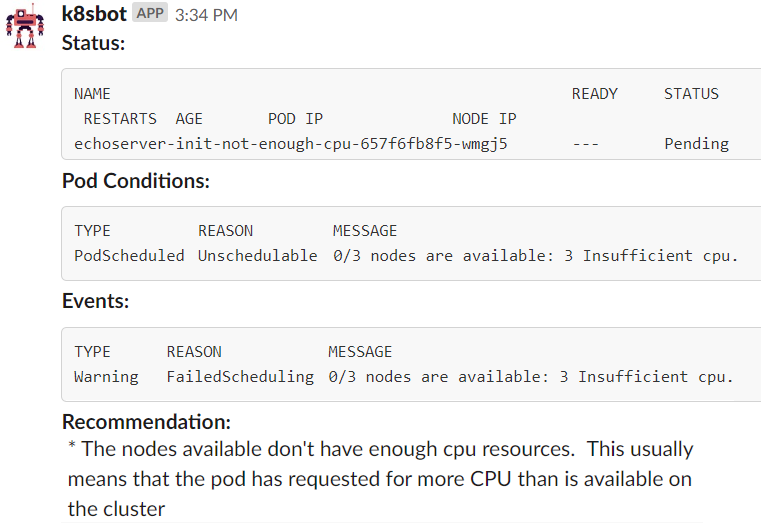 k8sbot APP 3:34 PM
Status:
NAME READY STATUS
RESTARTS AGE POD IP NODE IP
echoserver-init-not-enough-cpu-657f6fb8f5-wmgj5 --- Pending
Pod Conditions:
TYPE REASON MESSAGE
PodScheduled Unschedulable 0/3 nodes are available: 3 Insufficient cpu.
Events:
TYPE REASON MESSAGE
Warning FailedScheduling 0/3 nodes are available: 3 Insufficient cpu.
Recommendation:
* The nodes available don't have enough cpu resources. This usually
means that the pod has requested for more CPU than is available on
the cluster